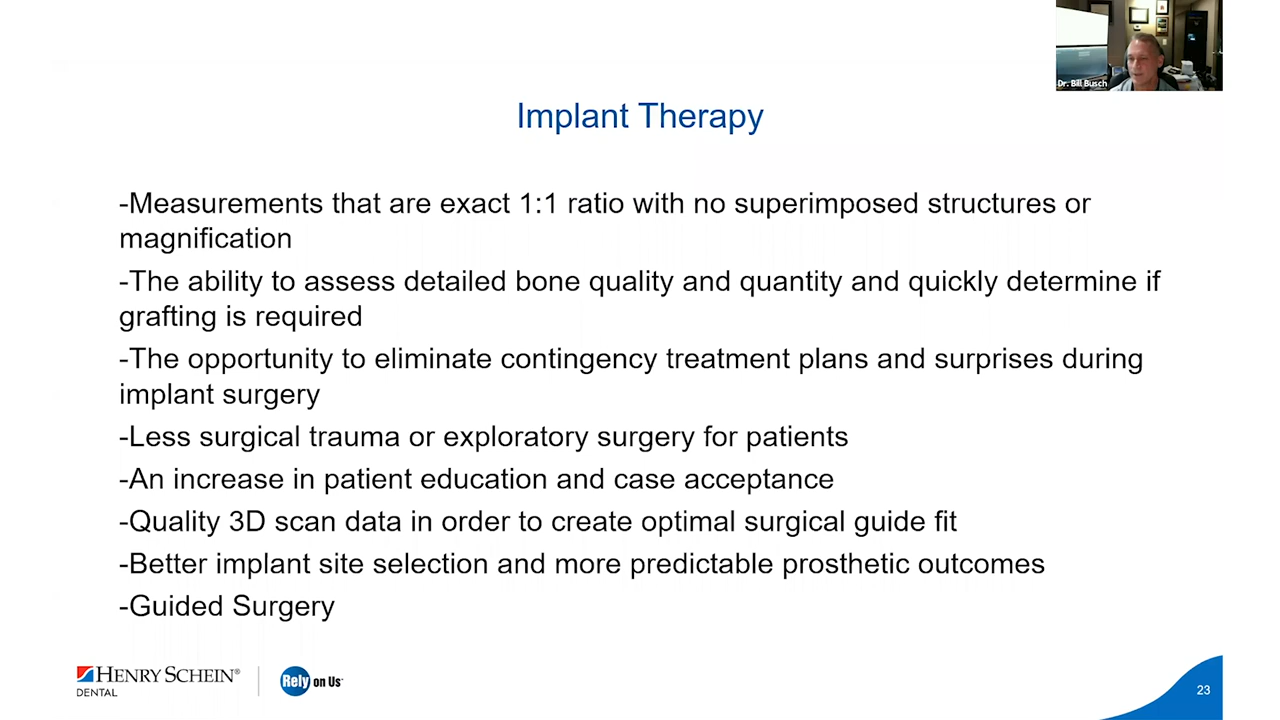 Dr. Bill Busch
Implant Therapy
-Measurements that are exact 1:1 ratio with no superimposed structures or
magnification
-The ability to assess detailed bone quality and quantity and quickly determine if
grafting is required
-The opportunity to eliminate contingency treatment plans and surprises during
implant surgery
-Less surgical trauma or exploratory surgery for patients
-An increase in patient education and case acceptance
-Quality 3D scan data in order to create optimal surgical guide fit
-Better implant site selection and more predictable prosthetic outcomes
-Guided Surgery
HENRY SCHEIN®
DENTAL
Rely on Us
23